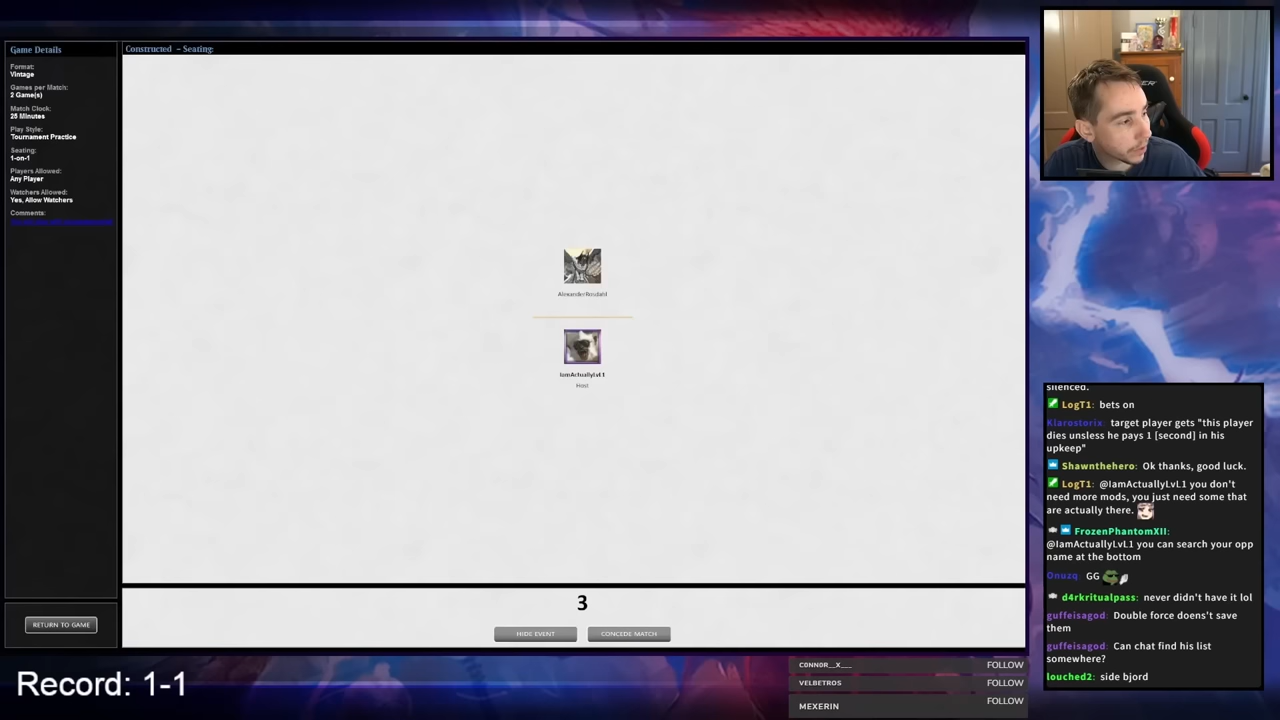 Game Details
Format:
Vintage
Games per Match:
2 Game(s)
Match Clock:
25 Minutes
Play Style:
Tournament Practice
Seating:
1-on-1
Players Allowed:
Any Player
Watchers Allowed:
Yes, Allow Watchers
Comments:
RETURN TO GAME
Constructed - Seating:
IamActuallyLvL1
Host
3
HIDE EVENT
CONCEDE MATCH
Record: 1-1
C0NN0R__X___ FOLLOW
VELBETROS FOLLOW
MEXERIN FOLLOW
silenced.
LogT1: bets on
Klarostorix: target player gets "this player
dies unsless he pays 1 [second] in his
upkeep"
Shawnthehero: Ok thanks, good luck.
LogT1: @IamActuallyLvL1 you don't
need more mods, you just need some that
are actually there.
FrozenPhantomXII:
@IamActuallyLvL1 you can search your opp
name at the bottom
Onuzq: GG
d4rkritualpass: never didn't have it lol
guffeisagod: Double force doens't save
them
guffeisagod: Can chat find his list
somewhere?
louched2: side bjord